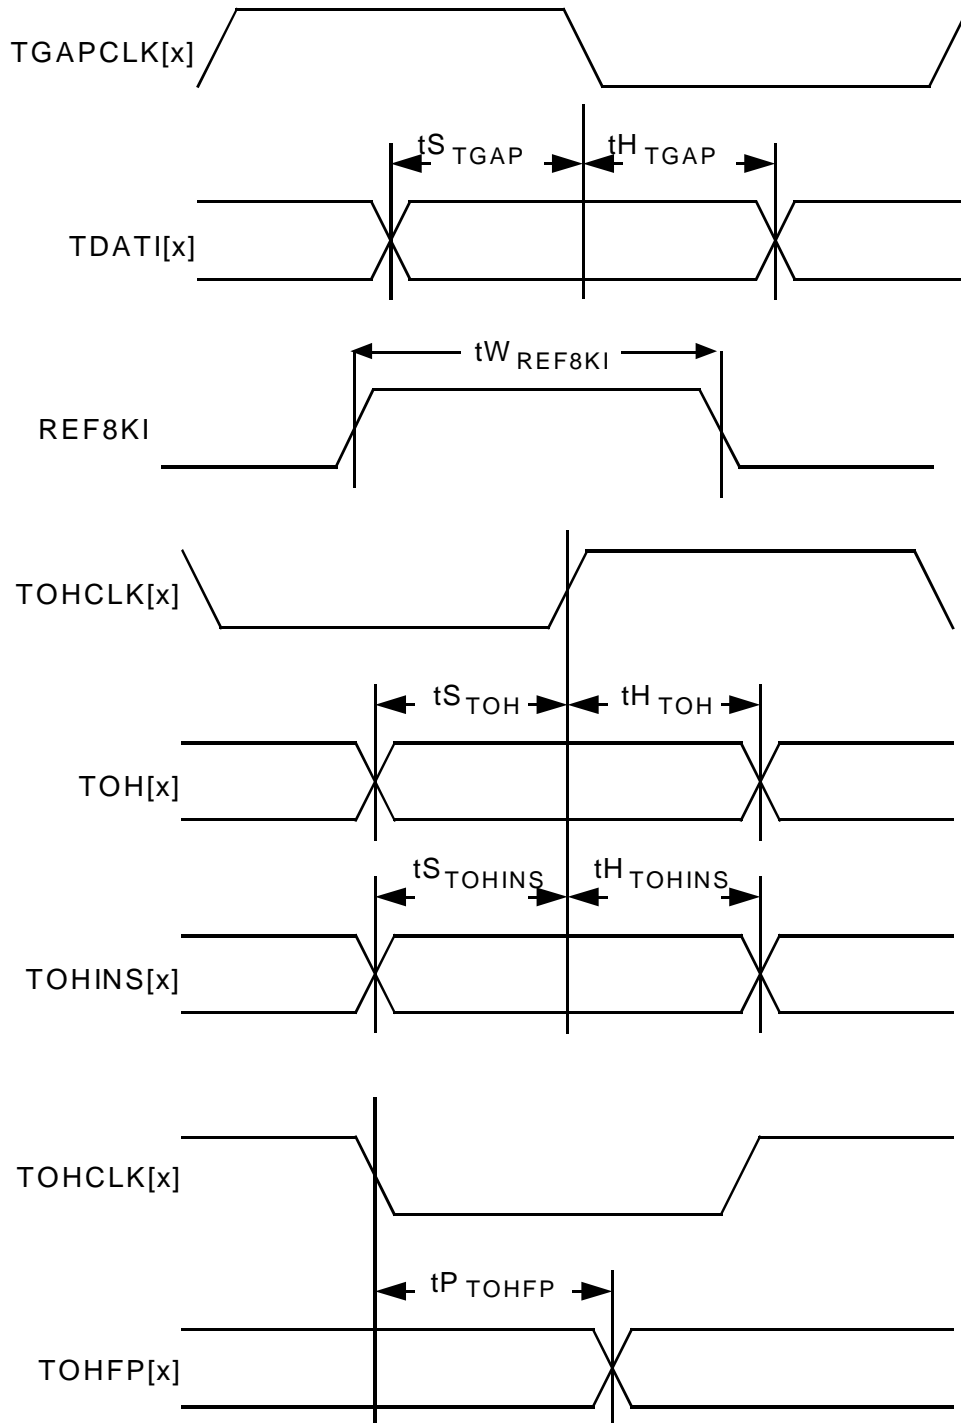 TGAPCLK[x]
tS TGAP tH TGAP
TDATI[x]
tW REF8KI
REF8KI
TOHCLK[x]
tS TOH tH TOH
TOH[x]
tS TOHINS tH TOHINS
TOHINS[x]
TOHCLK[x]
tP TOHFP
TOHFP[x]